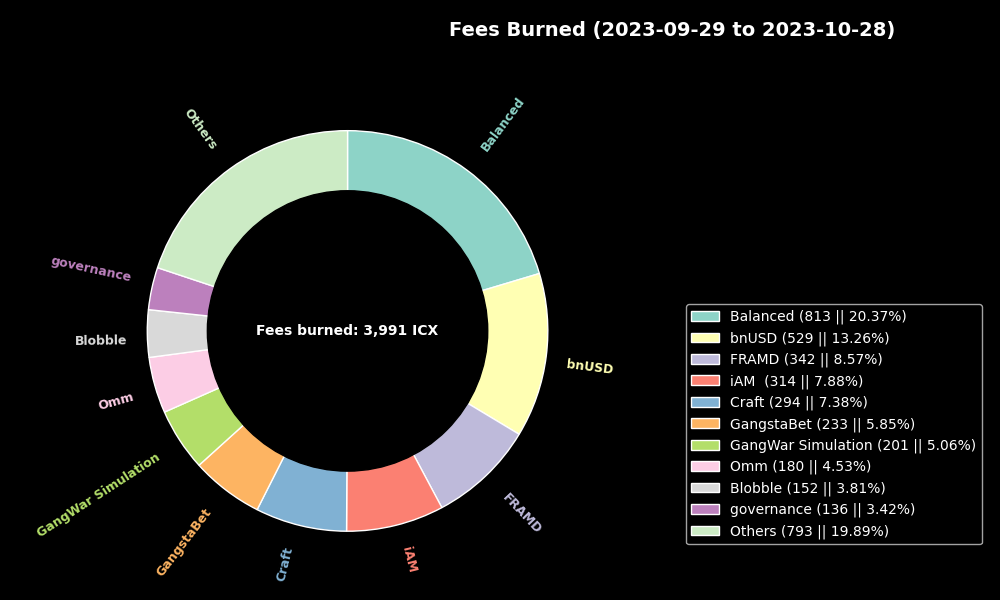 Fees Burned (2023-09-29 to 2023-10-28)
Others
Balanced
governance
bnUSD
Blobble
Fees burned: 3,991 ICX
Omm
GangWar Simulation
FRAMD
GangstaBet
Craft
iAM
Balanced (813 || 20.37%)
bnUSD (529 || 13.26%)
FRAMD (342 || 8.57%)
iAM  (314 || 7.88%)
Craft (294 || 7.38%)
GangstaBet (233 || 5.85%)
GangWar Simulation (201 || 5.06%)
Omm (180 || 4.53%)
Blobble (152 || 3.81%)
governance (136 || 3.42%)
Others (793 || 19.89%)